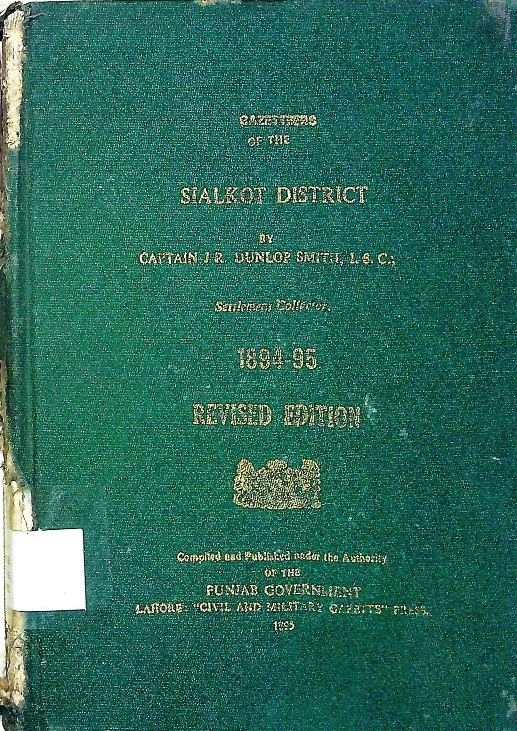 GAZETTEERS
OF THE
SIALKOT DISTRICT
BY
CAPTAIN J R. DUNLOP SMITH, I. S. C.,
Settlement Collector.
1894-95
REVISED EDITION
Compiled and Published under the Authority
OF THE
PUNJAB GOVERNMENT
LAHORE: "CIVIL AND MILITARY GAZETTE" PRESS.
1895